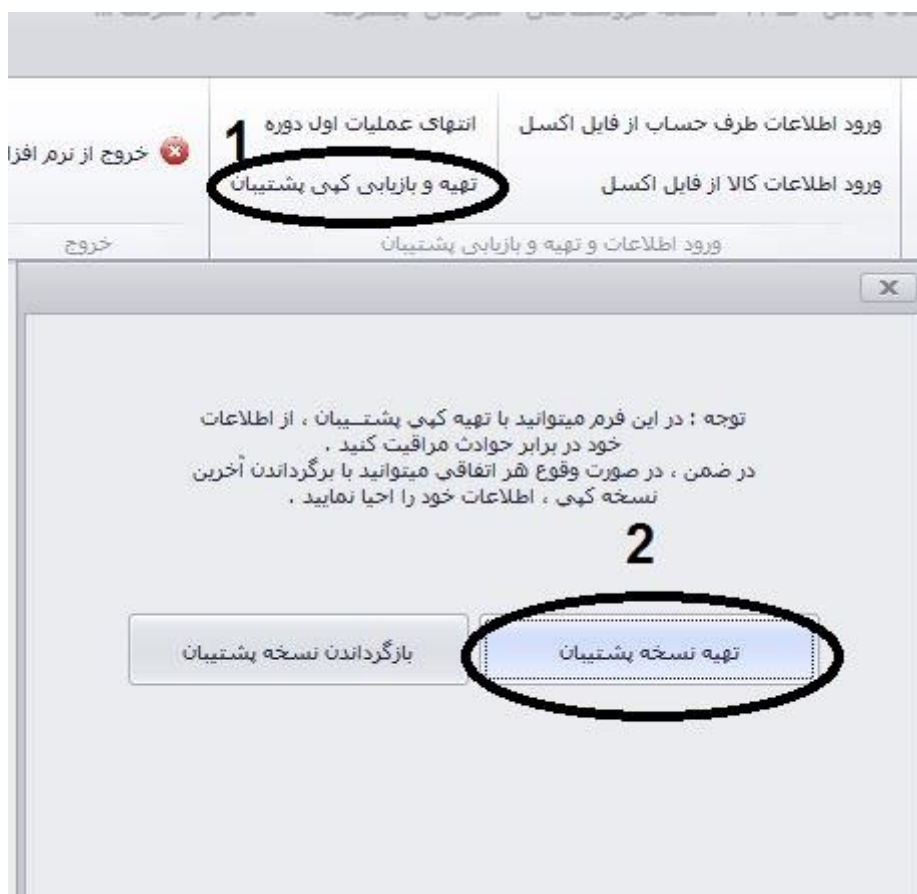 ورود اطلاعات طرف حساب از فایل اکسل
انتهای عملیات اول دوره
1
خروج از نرم افزا
ورود اطلاعات کالا از فایل اکسل
تهیه و بازیابی کپی پشتیبان
ورود اطلاعات و تهیه و بازیابی پشتیبان
خروج
توجه : در این فرم میتوانید با تهیه کپی پشتــیبان ، از اطلاعات
خود در برابر حوادث مراقبت کنید .
در ضمن ، در صورت وقوع هر اتفاقی میتوانید با برگرداندن آخرین
نسخه کپی ، اطلاعات خود را احیا نمایید .
2
تهیه نسخه پشتیبان
بازگرداندن نسخه پشتیبان